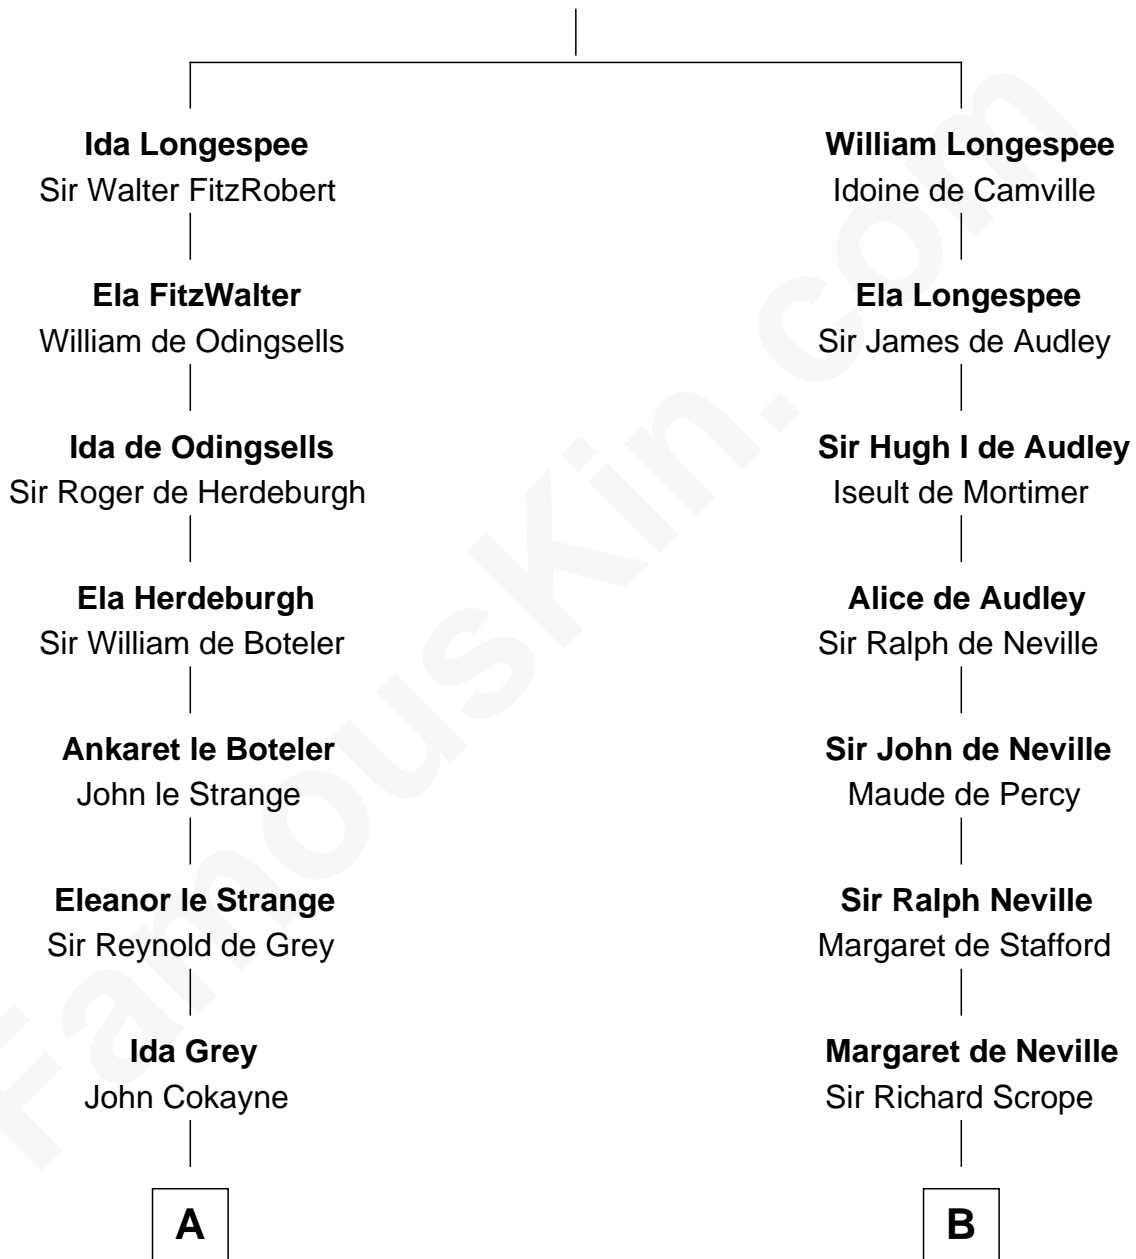 Ida Longespee
Sir Walter FitzRobert
Ela FitzWalter
William de Odingsells
Ida de Odingsells
Sir Roger de Herdeburgh
Ela Herdeburgh
Sir William de Boteler
Ankaret le Boteler
John le Strange
Eleanor le Strange
Sir Reynold de Grey
Ida Grey
John Cokayne
A
William Longespee
Idoine de Camville
Ela Longespee
Sir James de Audley
Sir Hugh I de Audley
Iseult de Mortimer
Alice de Audley
Sir Ralph de Neville
Sir John de Neville
Maude de Percy
Sir Ralph Neville
Margaret de Stafford
Margaret de Neville
Sir Richard Scrope
B
FamousKin.com